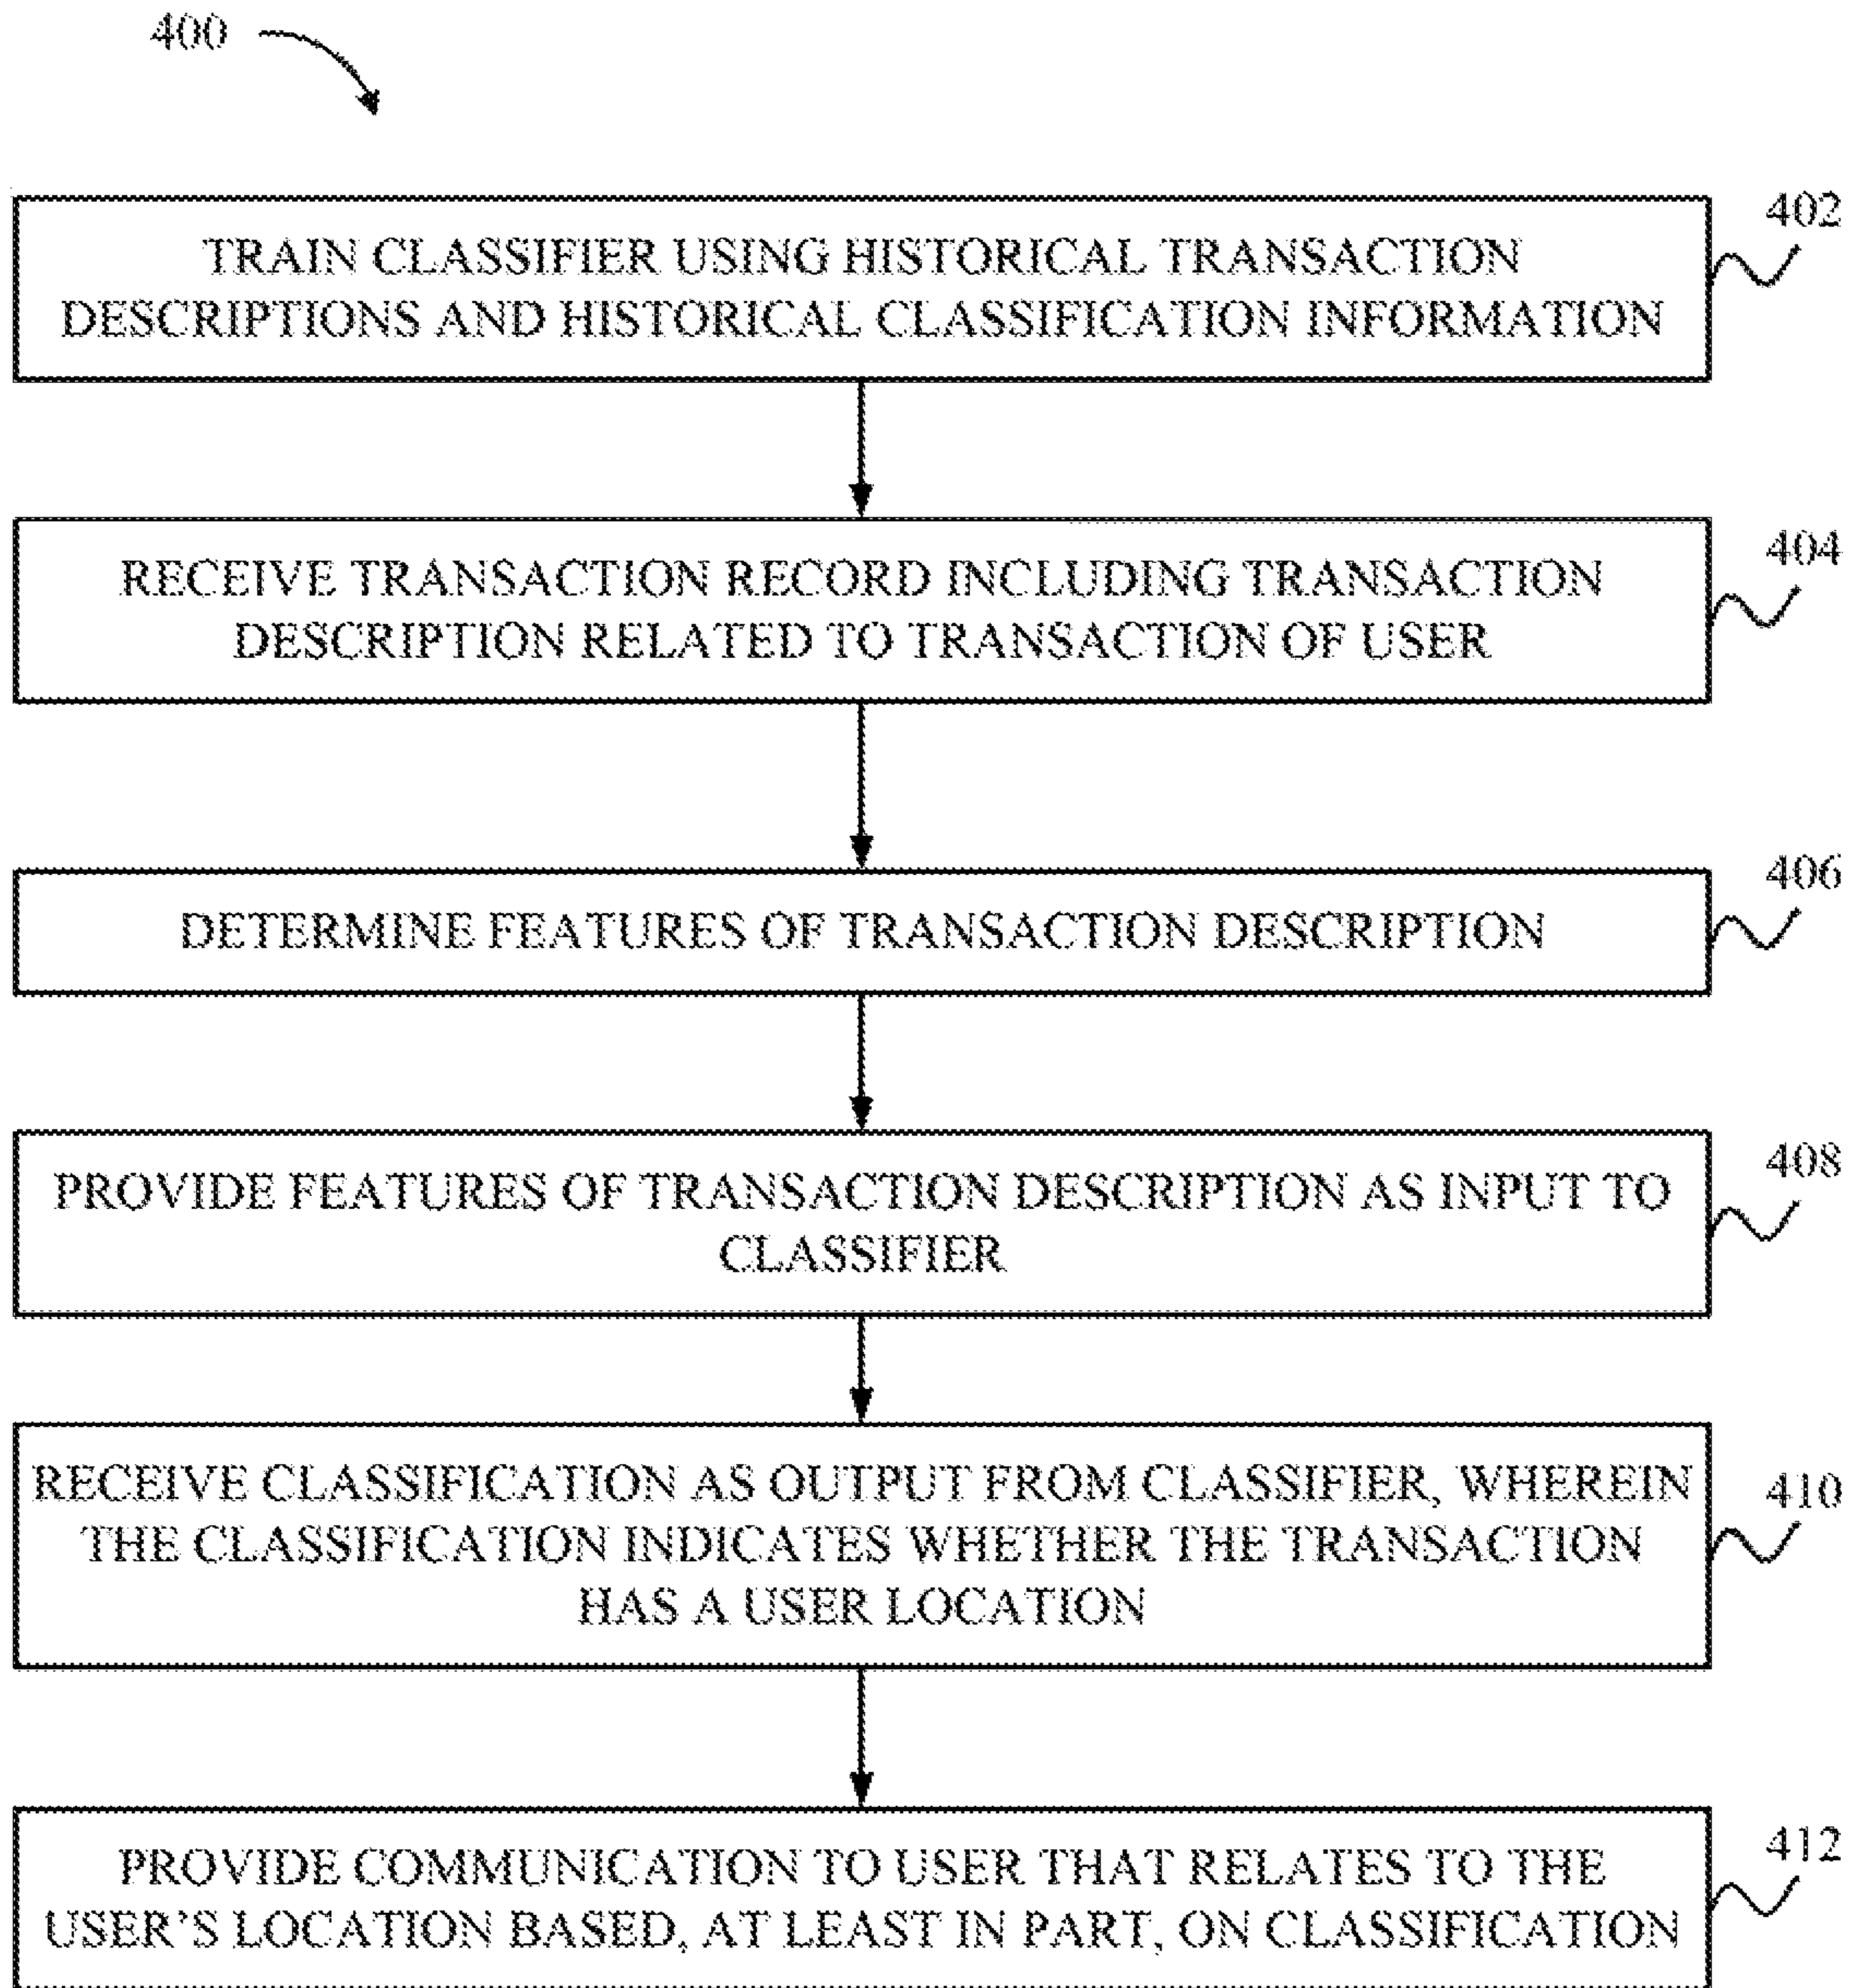 400
402
TRAIN CLASSIFIER USING HISTORICAL TRANSACTION
DESCRIPTIONS AND HISTORICAL CLASSIFICATION INFORMATION
404
RECEIVE TRANSACTION RECORD INCLUDING TRANSACTION
DESCRIPTION RELATED TO TRANSACTION OF USER
406
DETERMINE FEATURES OF TRANSACTION DESCRIPTION
408
PROVIDE FEATURES OF TRANSACTION DESCRIPTION AS INPUT TO
CLASSIFIER
410
RECEIVE CLASSIFICATION AS OUTPUT FROM CLASSIFIER, WHEREIN
THE CLASSIFICATION INDICATES WHETHER THE TRANSACTION
HAS A USER LOCATION
412
PROVIDE COMMUNICATION TO USER THAT RELATES TO THE
USER'S LOCATION BASED, AT LEAST IN PART, ON CLASSIFICATION